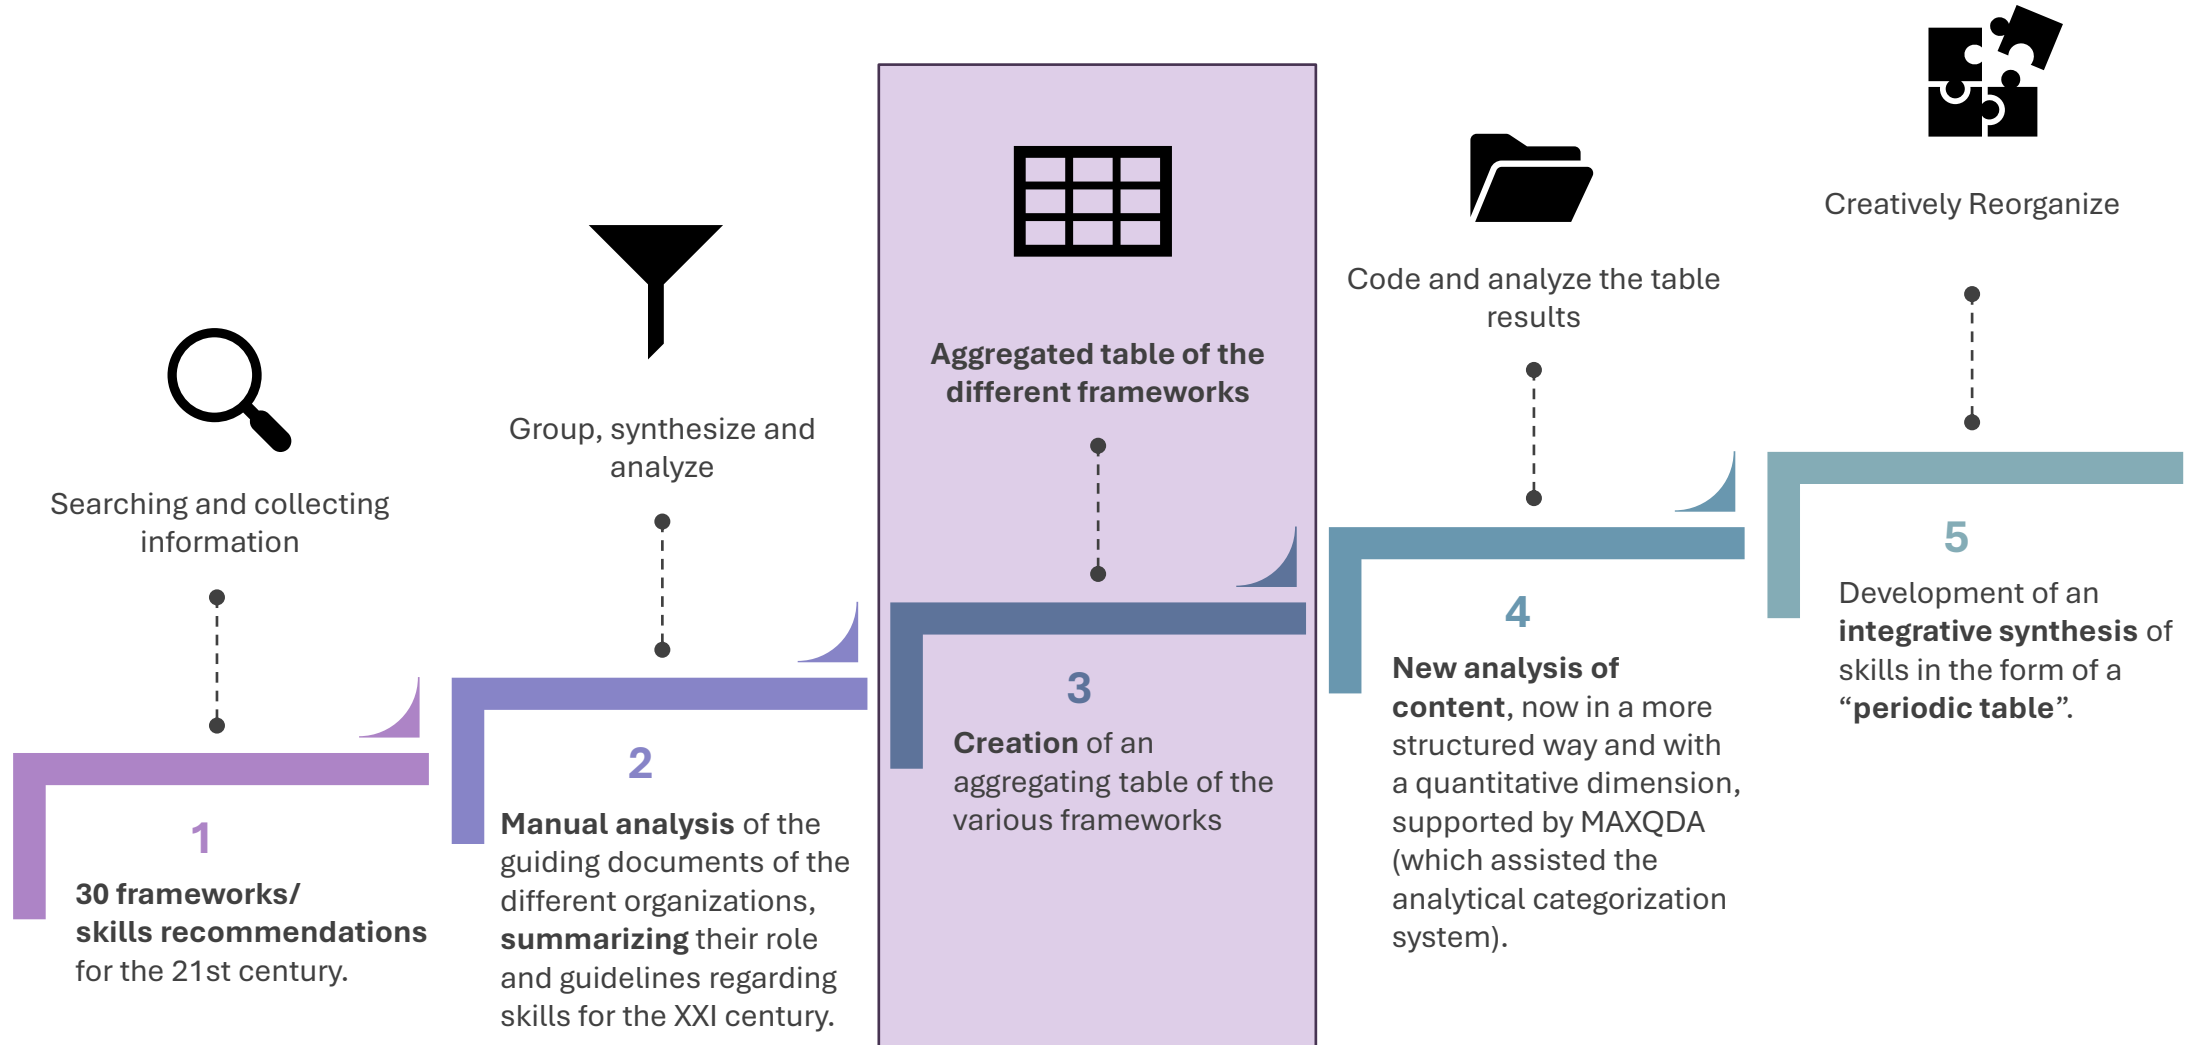 Searching and collecting
information
1
30 frameworks/
skills recommendations
for the 21st century.
Group, synthesize and
analyze
2
Manual analysis of the
guiding documents of the
different organizations,
summarizing their role
and guidelines regarding
skills for the XXI century.
Aggregated table of the
different frameworks
3
Creation of an
aggregating table of the
various frameworks
Code and analyze the table
results
4
New analysis of
content, now in a more
structured way and with
a quantitative dimension,
supported by MAXQDA
(which assisted the
analytical categorization
system).
Creatively Reorganize
5
Development of an
integrative synthesis of
skills in the form of a
“periodic table”.